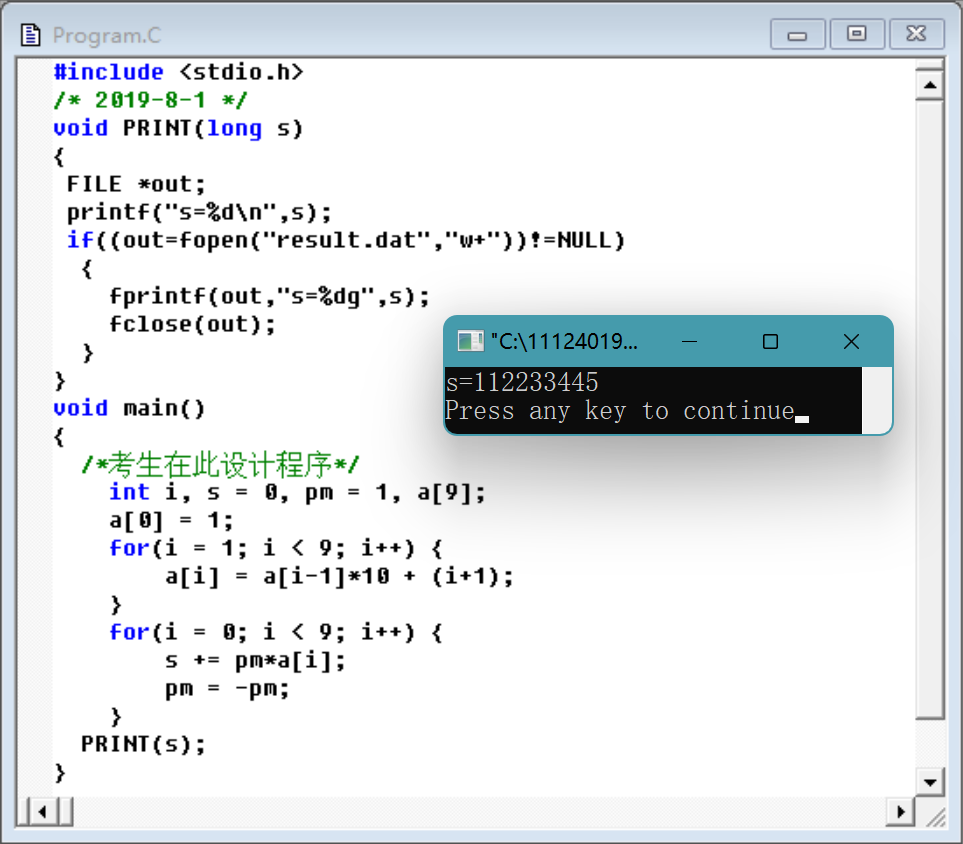 Program.C
#include <stdio.h>
/* 2019-8-1 */
void PRINT(long s)
{
FILE *out;
printf("s=%d\n",s);
if((out=fopen("result.dat","w+"))!=NULL)
{
fprintf(out,"s=%dg",s);
fclose(out);
}
}
void main()
{
/*考生在此设计程序*/
int i, s = 0, pm = 1, a[9];
a[0] = 1;
for(i = 1; i < 9; i++) {
a[i] = a[i-1]*10 + (i+1);
}
for(i = 0; i < 9; i++) {
s += pm*a[i];
pm = -pm;
}
PRINT(s);
}
"C:\11124019...
s=112233445
Press any key to continue